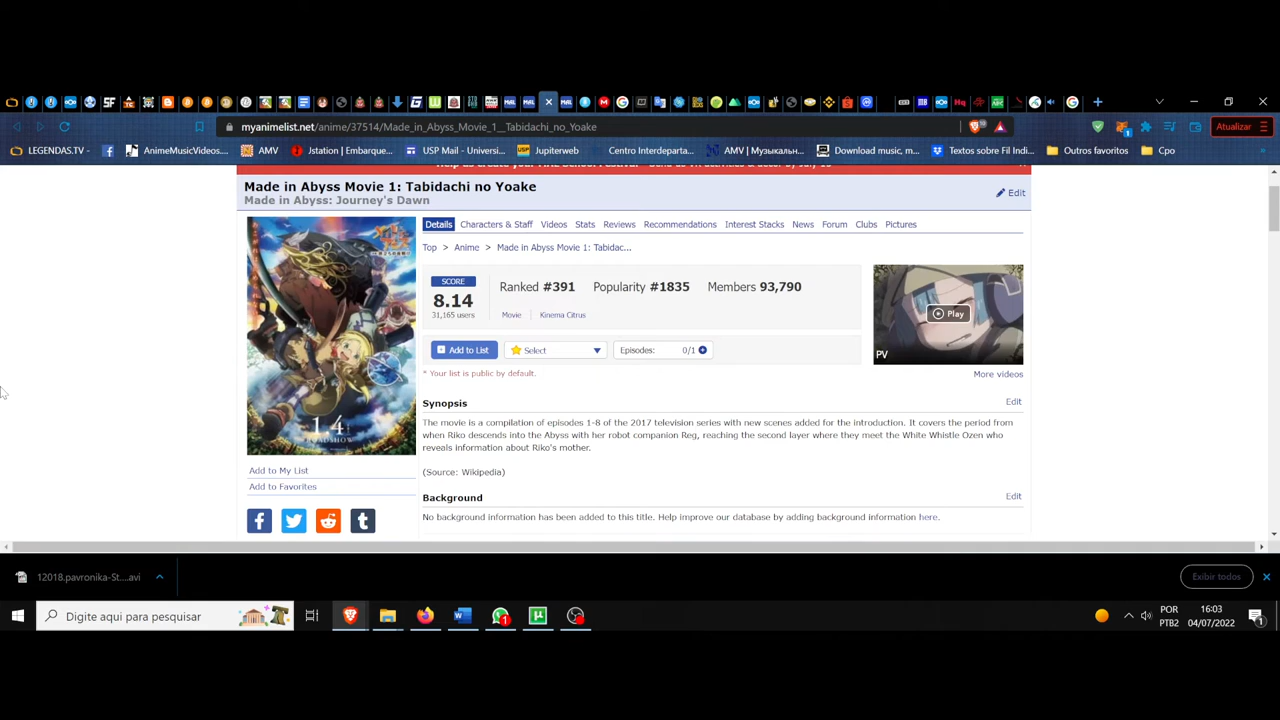 myanimelist.net/anime/37514/Made_in_Abyss_Movie_1__Tabidachi_no_Yoake
Atualizar
LEGENDAS.TV -
AnimeMusicVideos...
AMV
Jstation | Embarque...
USP Mail - Universi...
Jupiterweb
Centro Interdeparta...
AMV | Музыкальн...
Download music, m...
Textos sobre Fil Indi...
Outros favoritos
Cpo
Made in Abyss Movie 1: Tabidachi no Yoake
Made in Abyss: Journey's Dawn
Edit
Details Characters & Staff Videos Stats Reviews Recommendations Interest Stacks News Forum Clubs Pictures
Top > Anime > Made in Abyss Movie 1: Tabidac...
SCORE
8.14
31,165 users
Ranked #391 Popularity #1835 Members 93,790
Movie Kinema Citrus
Add to List Select Episodes: 0/1
* Your list is public by default.
Play
PV
More videos
Synopsis Edit
The movie is a compilation of episodes 1-8 of the 2017 television series with new scenes added for the introduction. It covers the period from
when Riko descends into the Abyss with her robot companion Reg, reaching the second layer where they meet the White Whistle Ozen who
reveals information about Riko's mother.
(Source: Wikipedia)
Background Edit
No background information has been added to this title. Help improve our database by adding background information here.
1.4
ROADSHOW
Add to My List
Add to Favorites
12018.pavronika-St....avi
Exibir todos
Digite aqui para pesquisar
POR
PTB2
16:03
04/07/2022